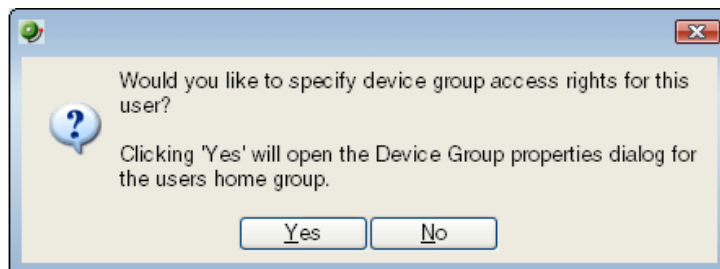 Would you like to specify device group access rights for this
user?
Clicking 'Yes' will open the Device Group properties dialog for
the users home group.
Yes
No